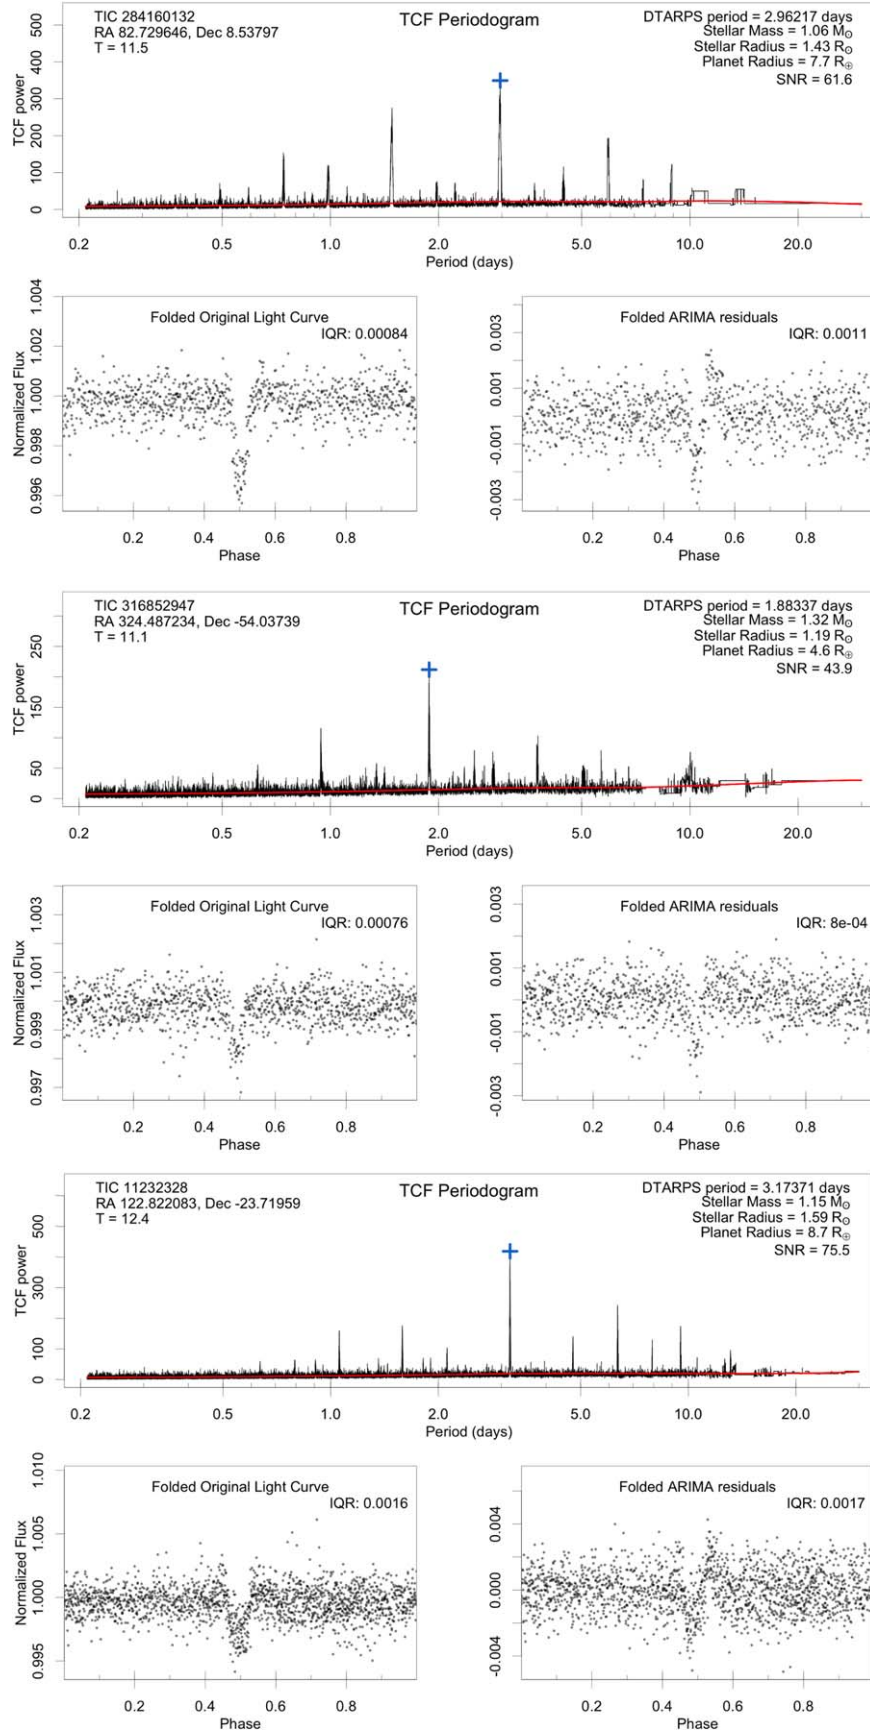 TIC 284160132
RA 82.729646, Dec 8.53797
T = 11.5
TCF Periodogram
DTARPS period = 2.96217 days
Stellar Mass = 1.06 M⊙
Stellar Radius = 1.43 R⊙
Planet Radius = 7.7 R⊕
SNR = 61.6
TCF power
500
400
300
200
100
0
0.2 0.5 1.0 2.0 5.0 10.0 20.0
Period (days)
Folded Original Light Curve
IQR: 0.00084
Normalized Flux
1.004
1.002
1.000
0.998
0.996
0.2 0.4 0.6 0.8
Phase
Folded ARIMA residuals
IQR: 0.0011
0.003
0.001
-0.001
-0.003
0.2 0.4 0.6 0.8
Phase
TIC 316852947
RA 324.487234, Dec -54.03739
T = 11.1
TCF Periodogram
DTARPS period = 1.88337 days
Stellar Mass = 1.32 M⊙
Stellar Radius = 1.19 R⊙
Planet Radius = 4.6 R⊕
SNR = 43.9
TCF power
250
150
50
0
0.2 0.5 1.0 2.0 5.0 10.0 20.0
Period (days)
Folded Original Light Curve
IQR: 0.00076
Normalized Flux
1.003
1.001
0.999
0.997
0.2 0.4 0.6 0.8
Phase
Folded ARIMA residuals
IQR: 8e-04
0.003
0.001
-0.001
-0.003
0.2 0.4 0.6 0.8
Phase
TIC 11232328
RA 122.822083, Dec -23.71959
T = 12.4
TCF Periodogram
DTARPS period = 3.17371 days
Stellar Mass = 1.15 M⊙
Stellar Radius = 1.59 R⊙
Planet Radius = 8.7 R⊕
SNR = 75.5
TCF power
500
300
100
0
0.2 0.5 1.0 2.0 5.0 10.0 20.0
Period (days)
Folded Original Light Curve
IQR: 0.0016
Normalized Flux
1.010
1.005
1.000
0.995
0.2 0.4 0.6 0.8
Phase
Folded ARIMA residuals
IQR: 0.0017
0.004
0.000
-0.004
0.2 0.4 0.6 0.8
Phase